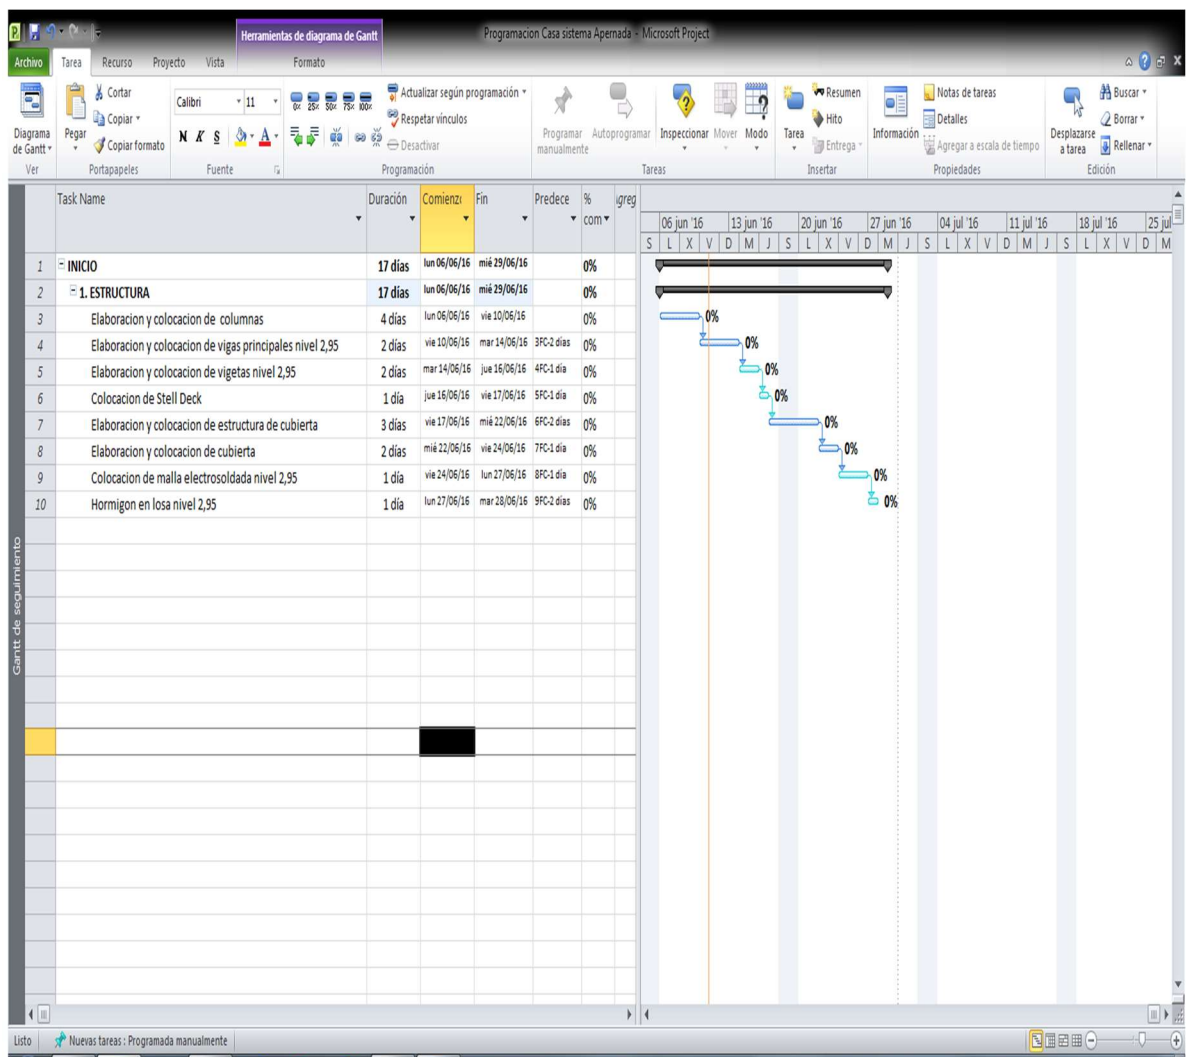 Herramientas de diagrama de Gantt
Programacion Casa sistema Apernada - Microsoft Project
Archivo Tarea Recurso Proyecto Vista Formato
Diagrama de Gantt
Ver
Pegar
Cortar
Copiar
Copiar formato
Portapapeles
Calibri 11
N K S A
Fuente
0% 25% 50% 75% 100%
Actualizar según programación
Respetar vínculos
Desactivar
Programación
Programar manualmente
Autoprogramar
Inspeccionar
Mover
Modo
Tareas
Tarea
Resumen
Hito
Entrega
Insertar
Información
Notas de tareas
Detalles
Agregar a escala de tiempo
Propiedades
Desplazarse a tarea
Buscar
Borrar
Rellenar
Edición
Task Name Duración Comienzo Fin Predece % com
06 jun '16 13 jun '16 20 jun '16 27 jun '16 04 jul '16 11 jul '16 18 jul '16 25 jul
S L X V D M J S L X V D M J S L X V D M J S L X V D M
1 INICIO 17 días lun 06/06/16 mié 29/06/16 0%
2 1. ESTRUCTURA 17 días lun 06/06/16 mié 29/06/16 0%
3 Elaboracion y colocacion de columnas 4 días lun 06/06/16 vie 10/06/16 0% 0%
4 Elaboracion y colocacion de vigas principales nivel 2,95 2 días vie 10/06/16 mar 14/06/16 3FC-2 días 0% 0%
5 Elaboracion y colocacion de vigetas nivel 2,95 2 días mar 14/06/16 jue 16/06/16 4FC-1 día 0% 0%
6 Colocacion de Stell Deck 1 día jue 16/06/16 vie 17/06/16 5FC-1 día 0% 0%
7 Elaboracion y colocacion de estructura de cubierta 3 días vie 17/06/16 mié 22/06/16 6FC-2 días 0% 0%
8 Elaboracion y colocacion de cubierta 2 días mié 22/06/16 vie 24/06/16 7FC-1 día 0% 0%
9 Colocacion de malla electrosoldada nivel 2,95 1 día vie 24/06/16 lun 27/06/16 8FC-1 día 0% 0%
10 Hormigon en losa nivel 2,95 1 día lun 27/06/16 mar 28/06/16 9FC-2 días 0% 0%
Gantt de seguimiento
Listo Nuevas tareas : Programada manualmente